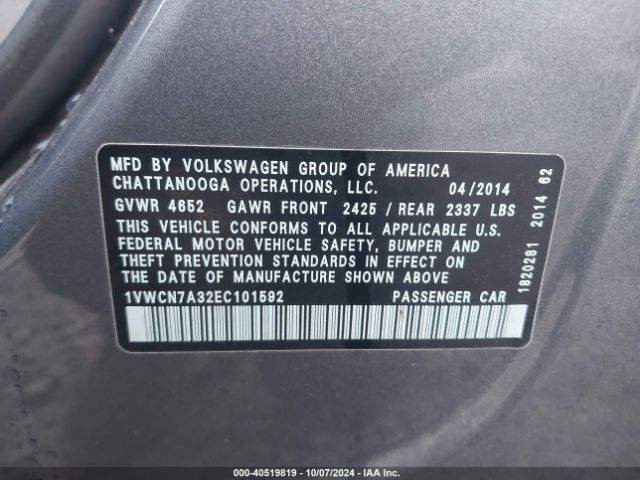 MFD BY VOLKSWAGEN GROUP OF AMERICA
CHATTANOOGA OPERATIONS, LLC. 04/2014
GVWR 4652 GAWR FRONT 2425 / REAR 2337 LBS
THIS VEHICLE CONFORMS TO ALL APPLICABLE U.S.
FEDERAL MOTOR VEHICLE SAFETY, BUMPER AND
THEFT PREVENTION STANDARDS IN EFFECT ON
THE DATE OF MANUFACTURE SHOWN ABOVE
1VWCN7A32EC101592 PASSENGER CAR
1820281 2014 62
000-40519819 - 10/07/2024 - IAA Inc.